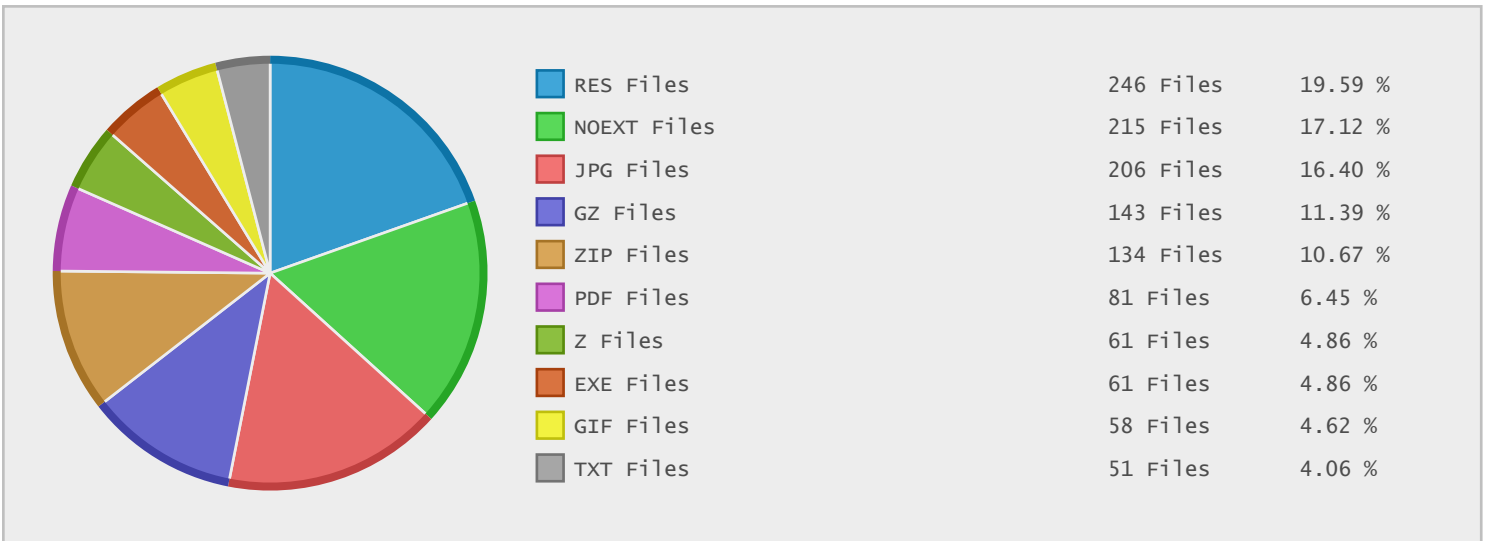 RES Files 246 Files 19.59 %
NOEXT Files 215 Files 17.12 %
JPG Files 206 Files 16.40 %
GZ Files 143 Files 11.39 %
ZIP Files 134 Files 10.67 %
PDF Files 81 Files 6.45 %
Z Files 61 Files 4.86 %
EXE Files 61 Files 4.86 %
GIF Files 58 Files 4.62 %
TXT Files 51 Files 4.06 %